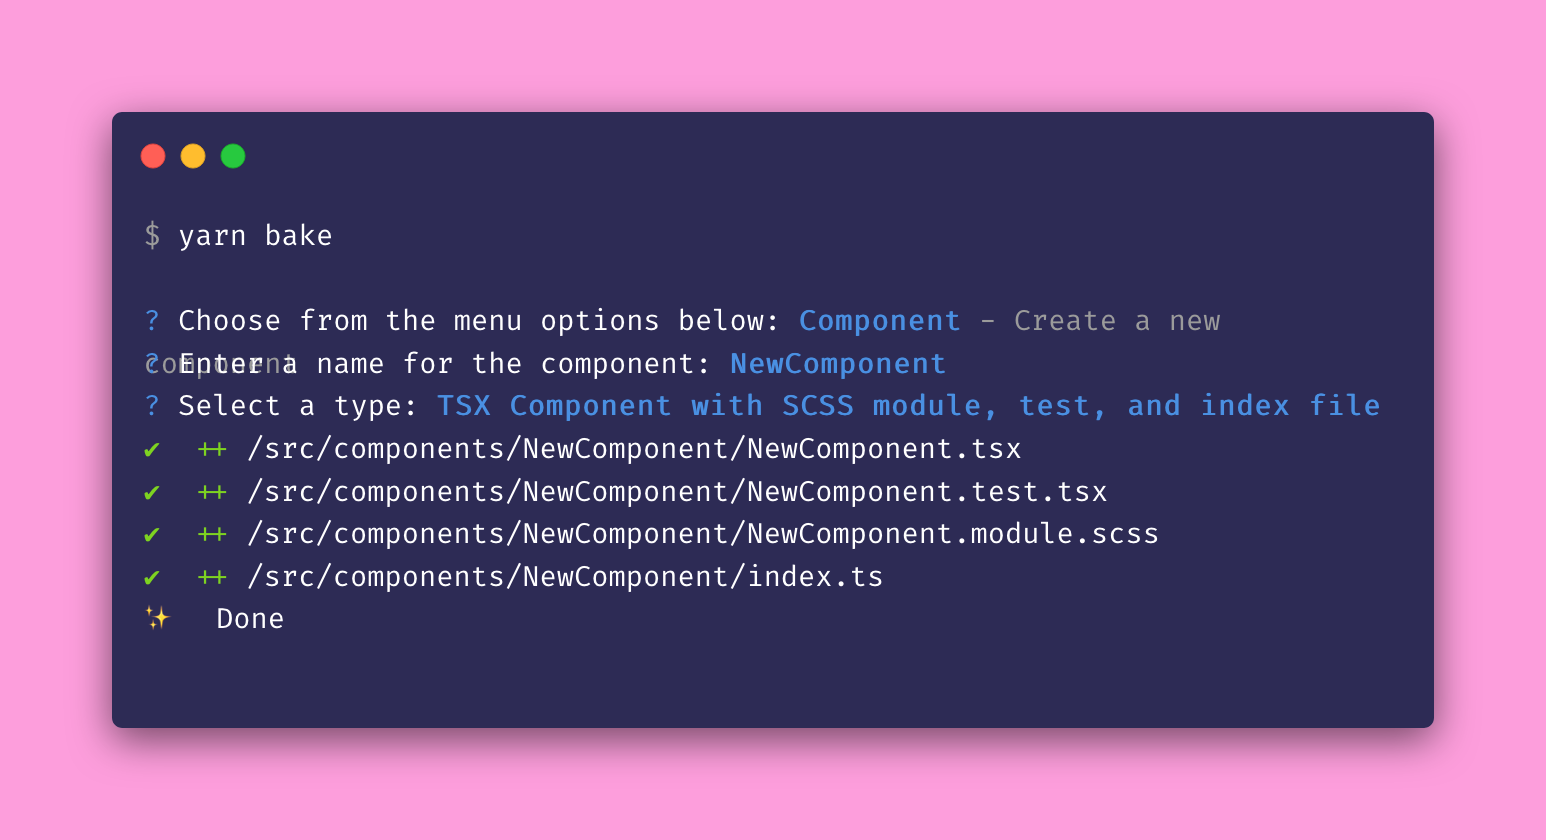 $ yarn bake
? Choose from the menu options below: Component - Create a new
component
? Enter a name for the component: NewComponent
? Select a type: TSX Component with SCSS module, test, and index file
✔ ++ /src/components/NewComponent/NewComponent.tsx
✔ ++ /src/components/NewComponent/NewComponent.test.tsx
✔ ++ /src/components/NewComponent/NewComponent.module.scss
✔ ++ /src/components/NewComponent/index.ts
✨ Done